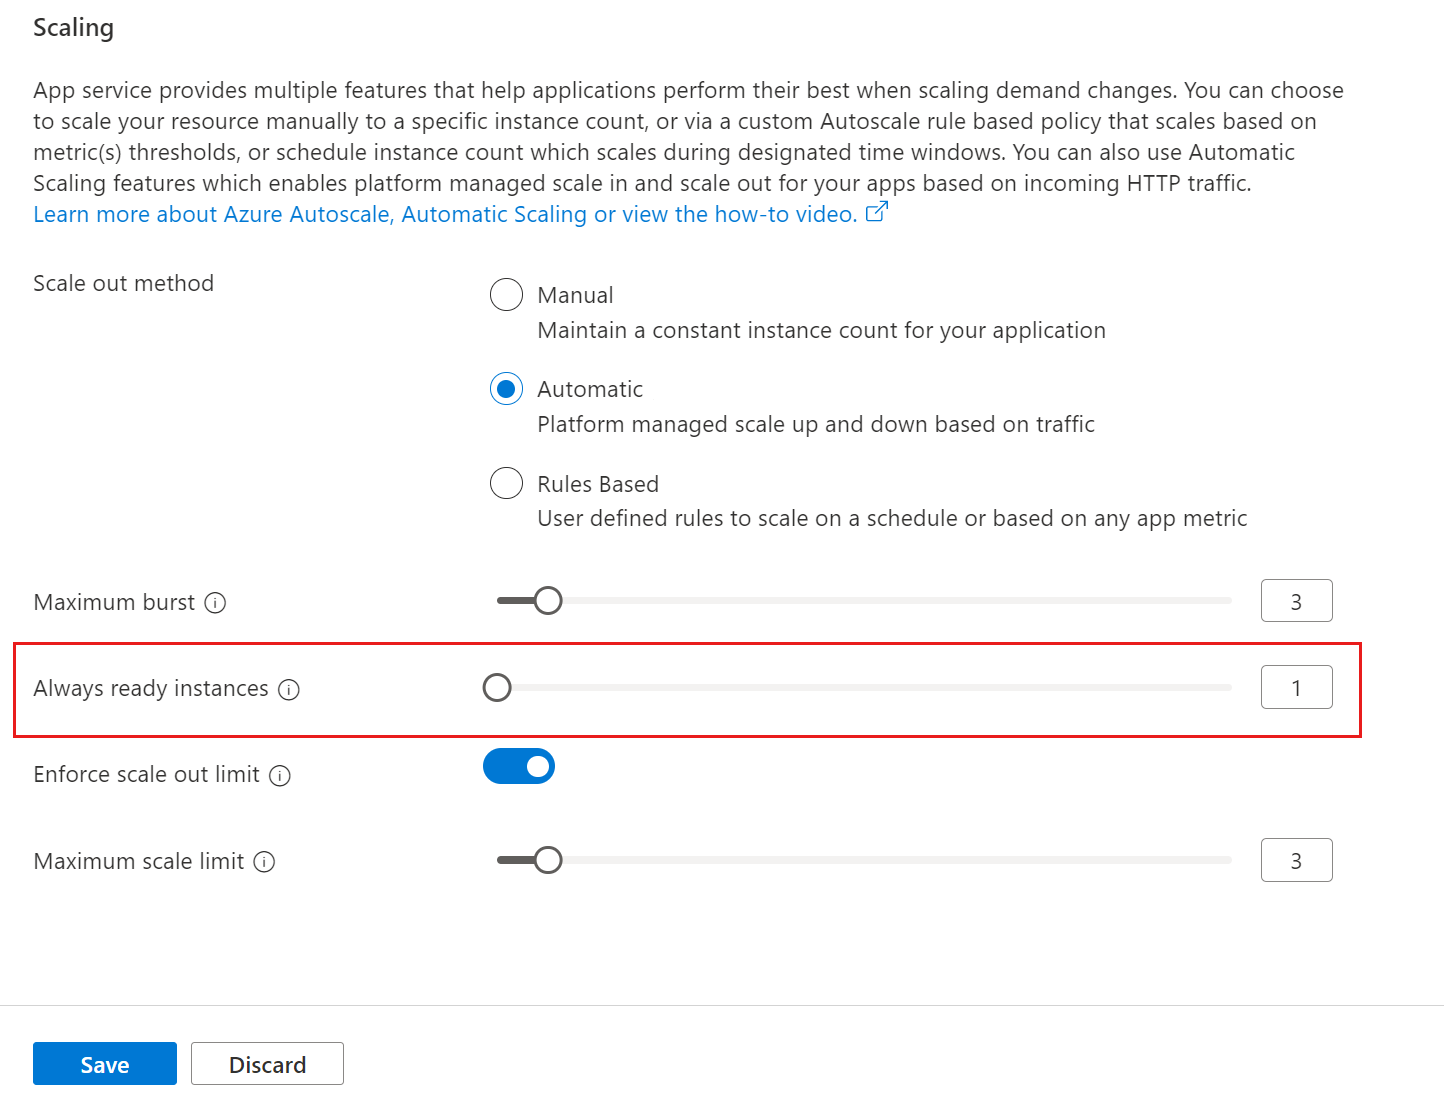 Scaling
App service provides multiple features that help applications perform their best when scaling demand changes. You can choose
to scale your resource manually to a specific instance count, or via a custom Autoscale rule based policy that scales based on
metric(s) thresholds, or schedule instance count which scales during designated time windows. You can also use Automatic
Scaling features which enables platform managed scale in and scale out for your apps based on incoming HTTP traffic.
Learn more about Azure Autoscale, Automatic Scaling or view the how-to video.
Scale out method
Manual
Maintain a constant instance count for your application
Automatic
Platform managed scale up and down based on traffic
Rules Based
User defined rules to scale on a schedule or based on any app metric
Maximum burst 3
Always ready instances 1
Enforce scale out limit
Maximum scale limit 3
Save Discard